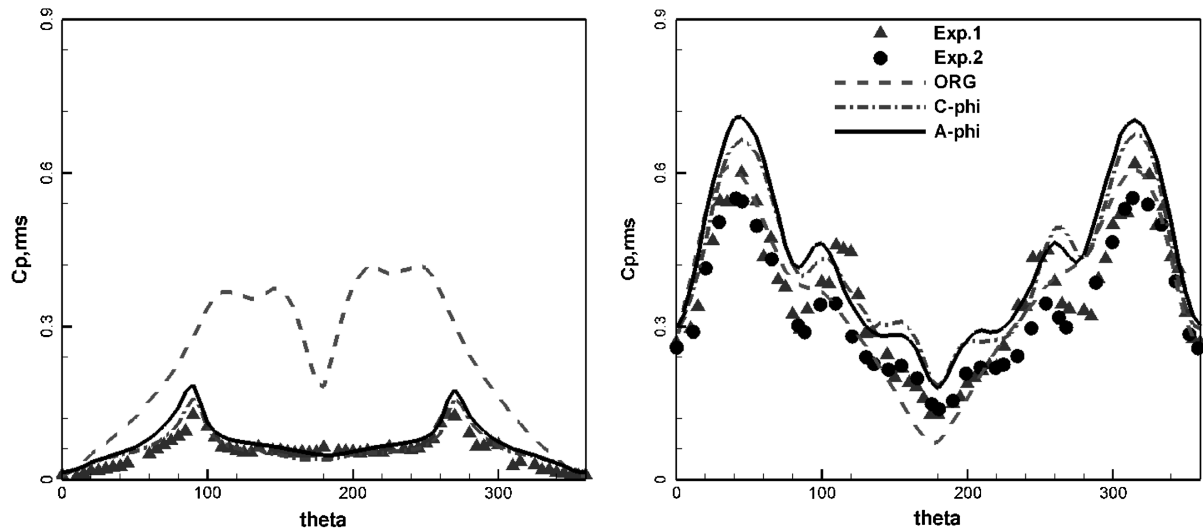 0.9
0.6
Cp,rms
0.3
0
0 100 200 300
theta
0.9
Exp.1
Exp.2
ORG
C-phi
A-phi
0.6
Cp,rms
0.3
0
0 100 200 300
theta